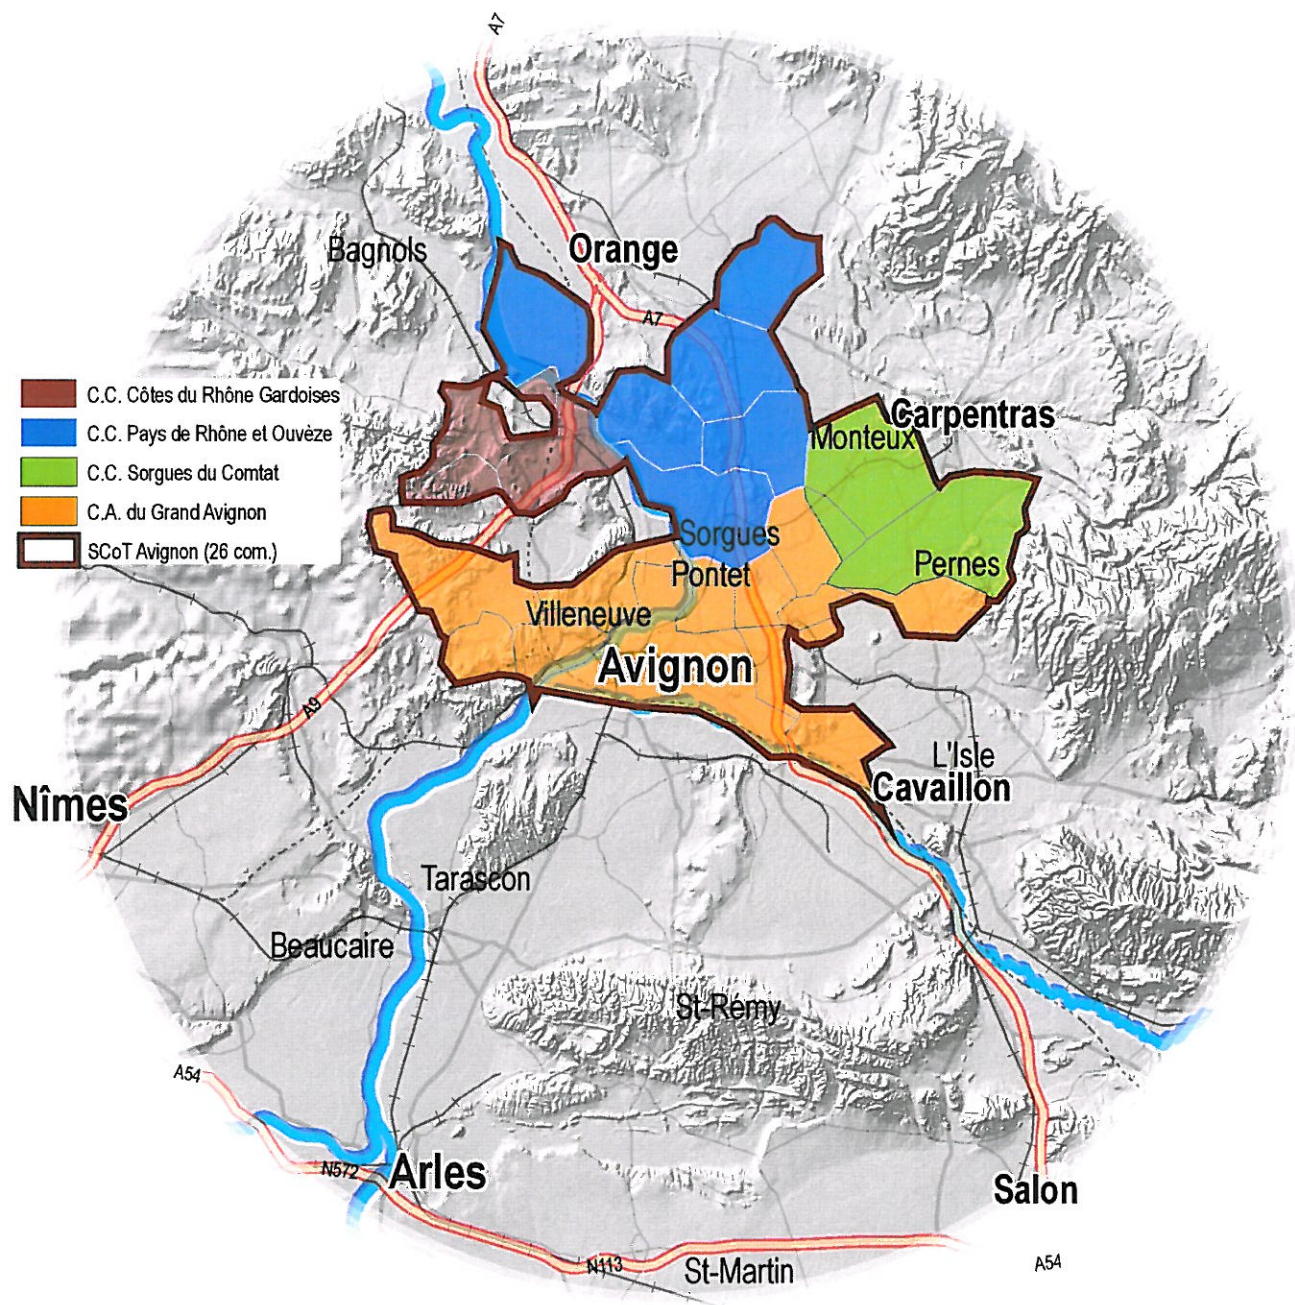 A7
Bagnols
Orange
A7
C.C. Côtes du Rhône Gardoises
C.C. Pays de Rhône et Ouvèze
C.C. Sorgues du Comtat
C.A. du Grand Avignon
SCoT Avignon (26 com.)
Carpentras
Monteux
Sorgues
Pontet
Pernes
Villeneuve
Avignon
A9
L'Isle
Cavaillon
Nîmes
Tarascon
Beaucaire
St-Rémy
A54
N572
Arles
Salon
N113
St-Martin
A54